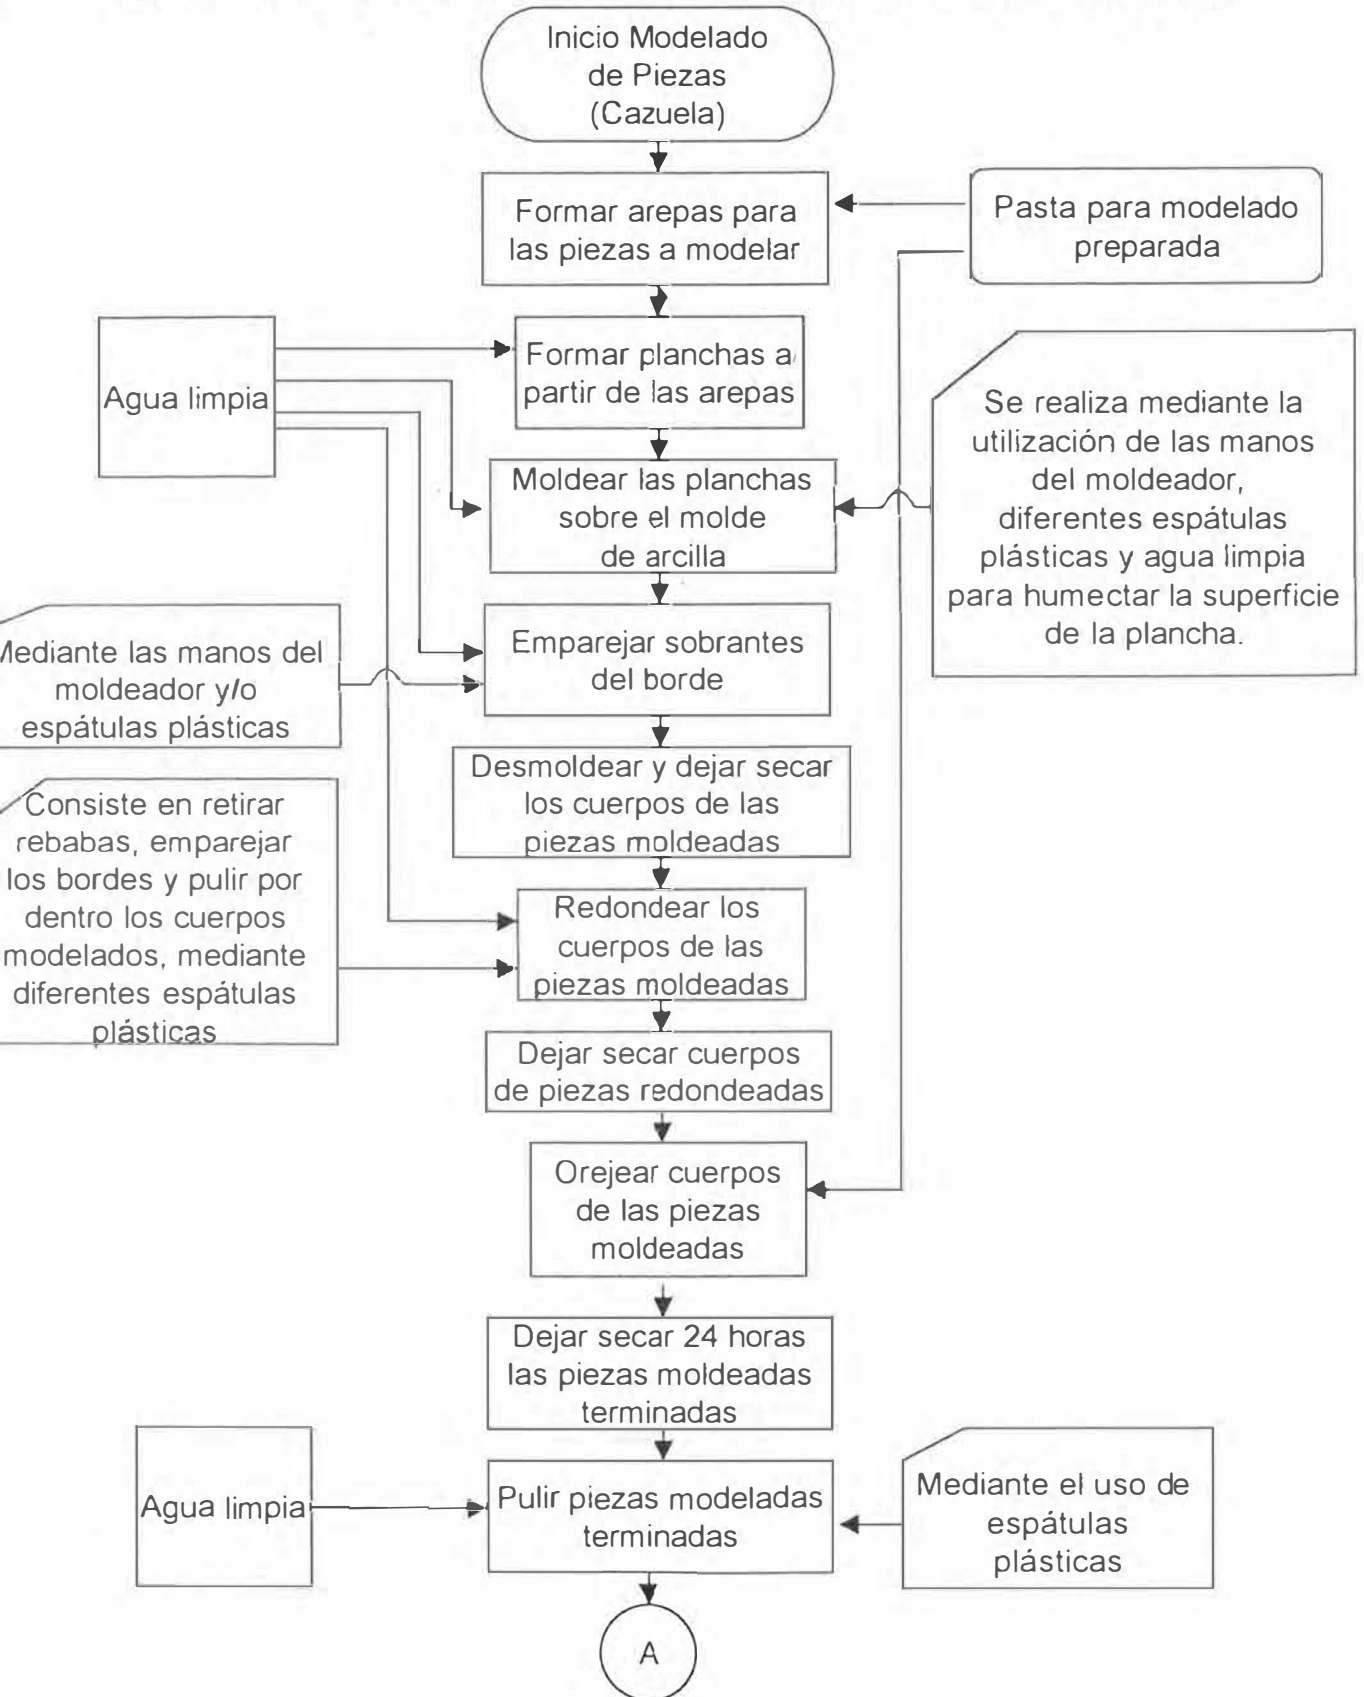 Inicio Modelado
de Piezas
(Cazuela)
Formar arepas para
las piezas a modelar
Pasta para modelado
preparada
Agua limpia
Formar planchas a
partir de las arepas
Se realiza mediante la
utilización de las manos
del moldeador,
diferentes espátulas
plásticas y agua limpia
para humectar la superficie
de la plancha.
Moldear las planchas
sobre el molde
de arcilla
Mediante las manos del
moldeador y/o
espátulas plásticas
Emparejar sobrantes
del borde
Desmoldear y dejar secar
los cuerpos de las
piezas moldeadas
Consiste en retirar
rebabas, emparejar
los bordes y pulir por
dentro los cuerpos
modelados, mediante
diferentes espátulas
plásticas
Redondear los
cuerpos de las
piezas moldeadas
Dejar secar cuerpos
de piezas redondeadas
Orejear cuerpos
de las piezas
moldeadas
Dejar secar 24 horas
las piezas moldeadas
terminadas
Agua limpia
Pulir piezas modeladas
terminadas
Mediante el uso de
espátulas
plásticas
A